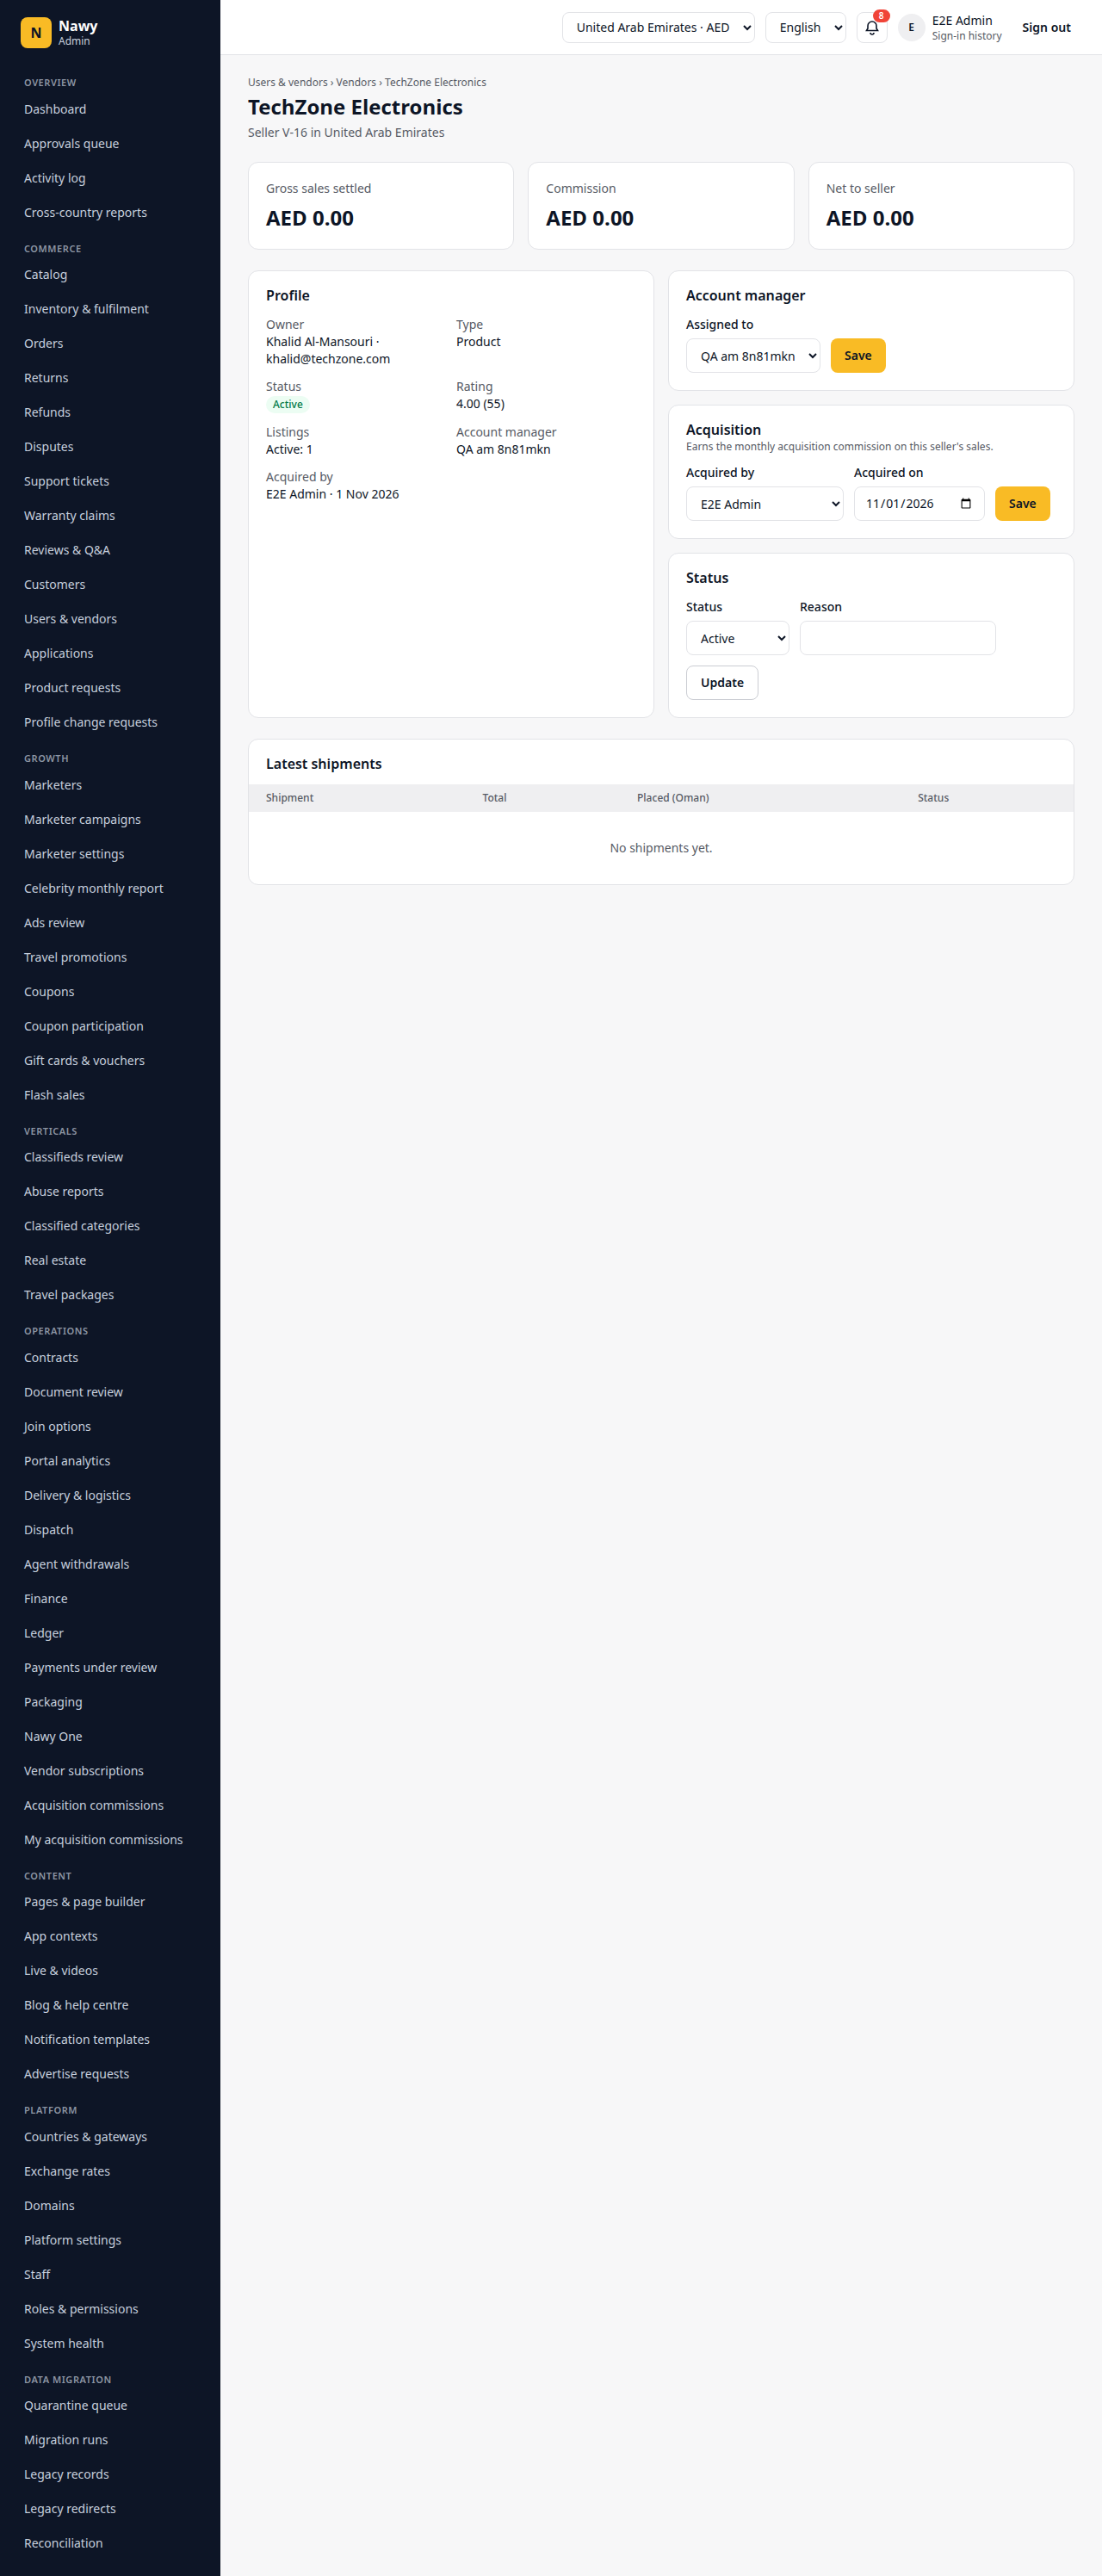 N
Nawy
Admin
OVERVIEW
Dashboard
Approvals queue
Activity log
Cross-country reports
COMMERCE
Catalog
Inventory & fulfilment
Orders
Returns
Refunds
Disputes
Support tickets
Warranty claims
Reviews & Q&A
Customers
Users & vendors
Applications
Product requests
Profile change requests
GROWTH
Marketers
Marketer campaigns
Marketer settings
Celebrity monthly report
Ads review
Travel promotions
Coupons
Coupon participation
Gift cards & vouchers
Flash sales
VERTICALS
Classifieds review
Abuse reports
Classified categories
Real estate
Travel packages
OPERATIONS
Contracts
Document review
Join options
Portal analytics
Delivery & logistics
Dispatch
Agent withdrawals
Finance
Ledger
Payments under review
Packaging
Nawy One
Vendor subscriptions
Acquisition commissions
My acquisition commissions
CONTENT
Pages & page builder
App contexts
Live & videos
Blog & help centre
Notification templates
Advertise requests
PLATFORM
Countries & gateways
Exchange rates
Domains
Platform settings
Staff
Roles & permissions
System health
DATA MIGRATION
Quarantine queue
Migration runs
Legacy records
Legacy redirects
Reconciliation
United Arab Emirates · AED
English
8
E
E2E Admin
Sign-in history
Sign out
Users & vendors › Vendors › TechZone Electronics
TechZone Electronics
Seller V-16 in United Arab Emirates
Gross sales settled
AED 0.00
Commission
AED 0.00
Net to seller
AED 0.00
Profile
Owner
Khalid Al-Mansouri ·
khalid@techzone.com
Type
Product
Status
Active
Rating
4.00 (55)
Listings
Active: 1
Account manager
QA am 8n81mkn
Acquired by
E2E Admin · 1 Nov 2026
Account manager
Assigned to
QA am 8n81mkn
Save
Acquisition
Earns the monthly acquisition commission on this seller's sales.
Acquired by
Acquired on
E2E Admin
11/01/2026
Save
Status
Status
Reason
Active
Update
Latest shipments
Shipment Total Placed (Oman) Status
No shipments yet.